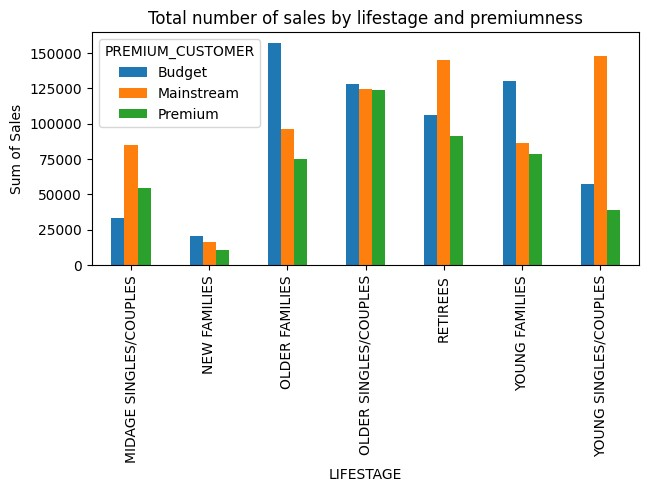 Total number of sales by lifestage and premiumness
PREMIUM_CUSTOMER
Budget
Mainstream
Premium
Sum of Sales
150000
125000
100000
75000
50000
25000
0
MIDAGE SINGLES/COUPLES
NEW FAMILIES
OLDER FAMILIES
OLDER SINGLES/COUPLES
RETIREES
YOUNG FAMILIES
YOUNG SINGLES/COUPLES
LIFESTAGE